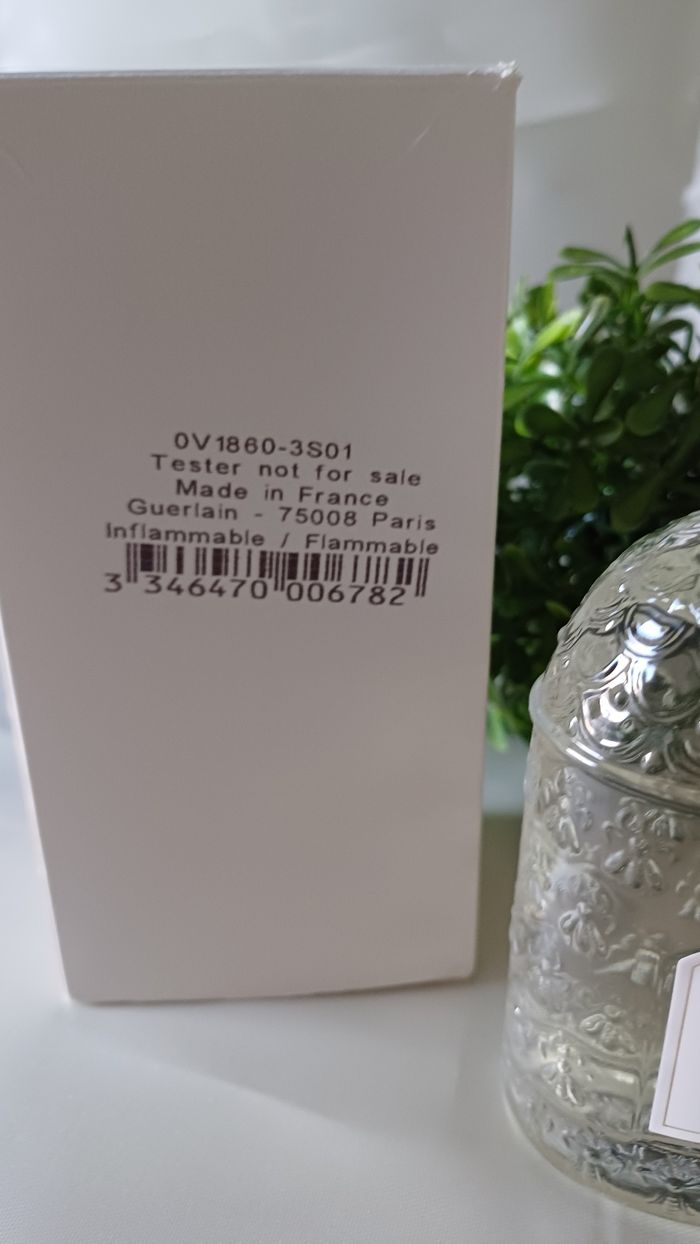 0V1860-3S01
Tester not for sale
Made in France
Guerlain - 75008 Paris
Inflammable / Flammable
3 346470 006782